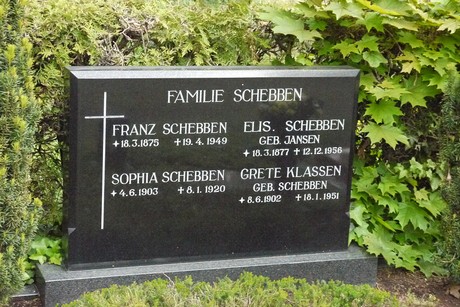 FAMILIE SCHEBBEN
FRANZ SCHEBBEN
* 18.3.1875 + 19.4.1949
ELIS. SCHEBBEN
GEB. JANSEN
* 18.3.1877 + 12.12.1956
SOPHIA SCHEBBEN
* 4.6.1903 + 8.1.1920
GRETE KLASSEN
GEB. SCHEBBEN
* 8.6.1902 + 18.1.1951